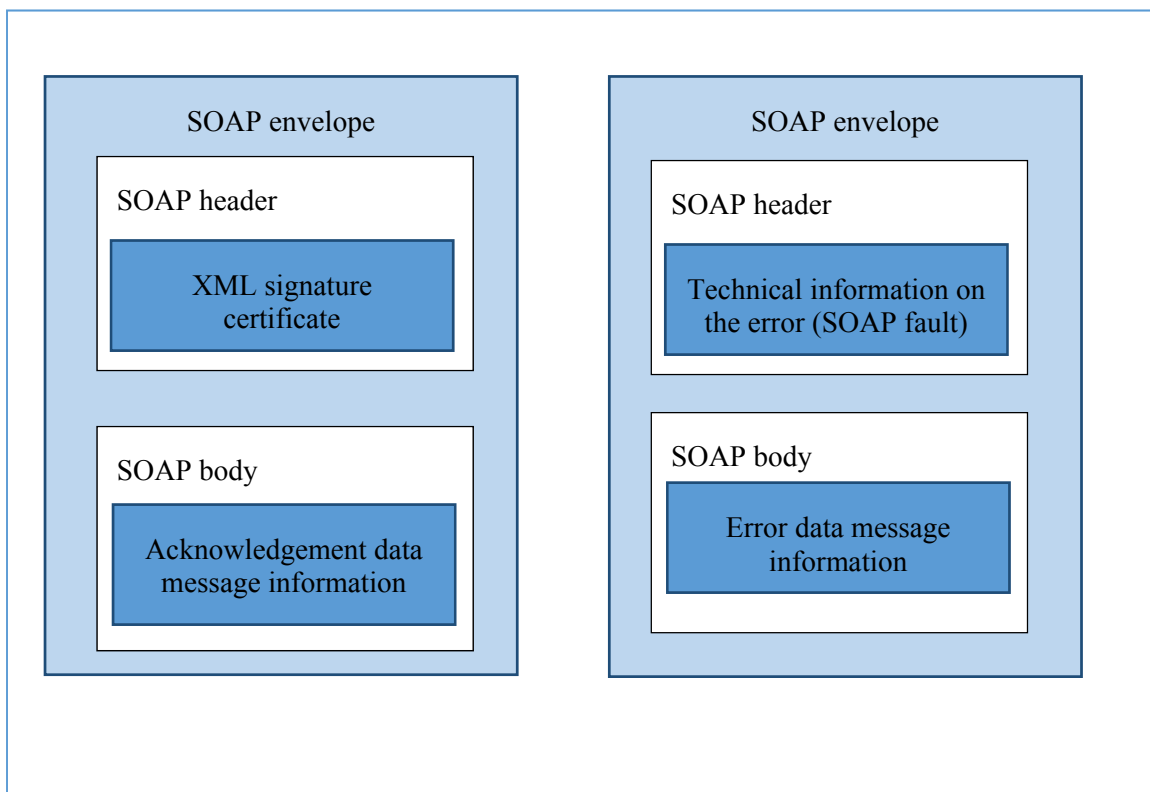 SOAP envelope
SOAP header
XML signature
certificate
SOAP body
Acknowledgement data
message information
SOAP envelope
SOAP header
Technical information on
the error (SOAP fault)
SOAP body
Error data message
information